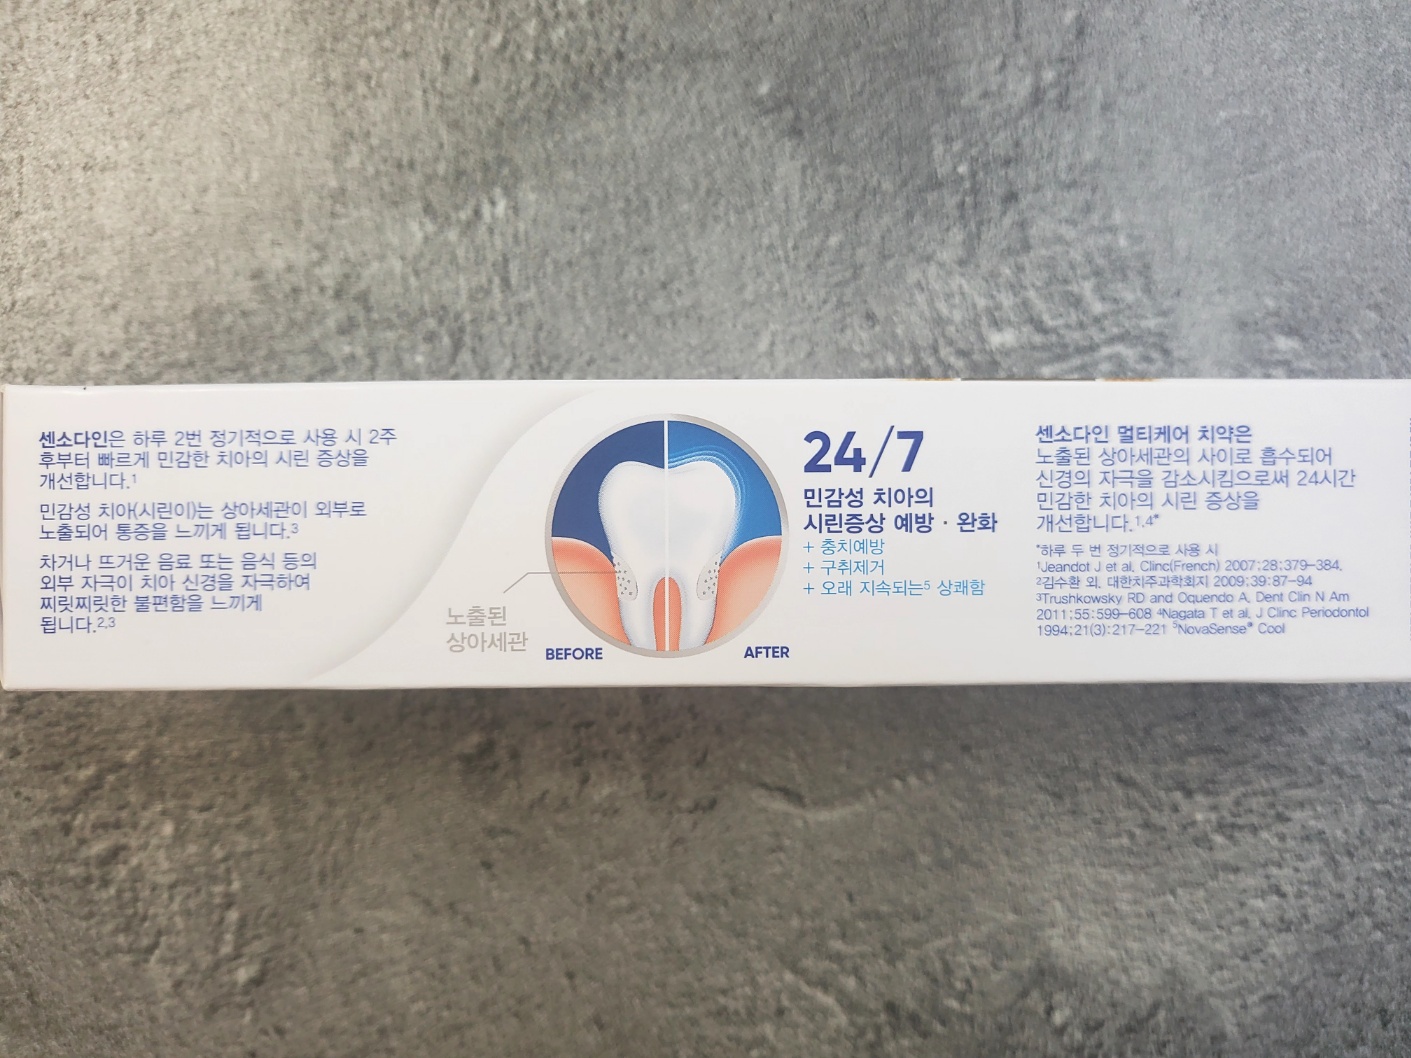 센소다인은 하루 2번 정기적으로 사용 시 2주
후부터 빠르게 민감한 치아의 시린 증상을
개선합니다.¹
민감성 치아(시린이)는 상아세관이 외부로
노출되어 통증을 느끼게 됩니다.³
차거나 뜨거운 음료 또는 음식 등의
외부 자극이 치아 신경을 자극하여
찌릿찌릿한 불편함을 느끼게
됩니다.²,³
노출된
상아세관
BEFORE
AFTER
24/7
민감성 치아의
시린증상 예방 · 완화
+ 충치예방
+ 구취제거
+ 오래 지속되는⁵ 상쾌함
센소다인 멀티케어 치약은
노출된 상아세관의 사이로 흡수되어
신경의 자극을 감소시킴으로써 24시간
민감한 치아의 시린 증상을
개선합니다.¹,⁴*
*하루 두 번 정기적으로 사용 시
¹Jeandot J et al, Clinc(French) 2007;28;379-384.
²김수환 외, 대한치주과학회지 2009;39:87-94
³Trushkowsky RD and Oquendo A, Dent Clin N Am
2011;55:599-608 ⁴Nagata T et al, J Clinc Periodontol
1994;21(3):217-221 ⁵NovaSense® Cool